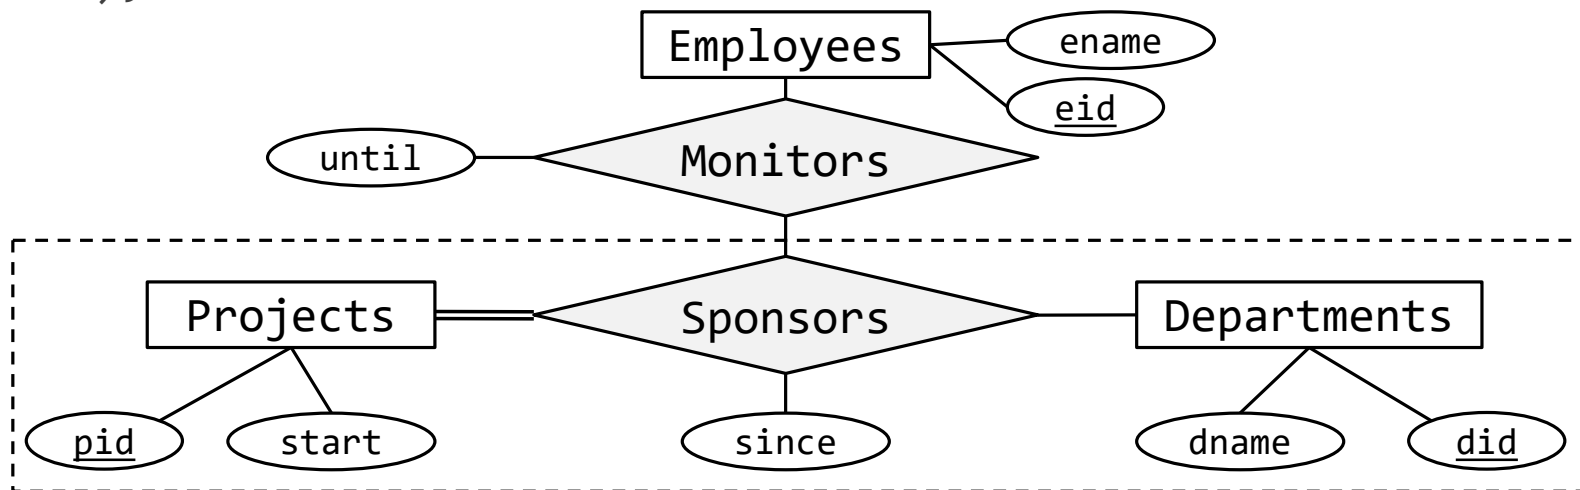 Employees
ename
eid
until
Monitors
Projects
Sponsors
Departments
pid
start
since
dname
did